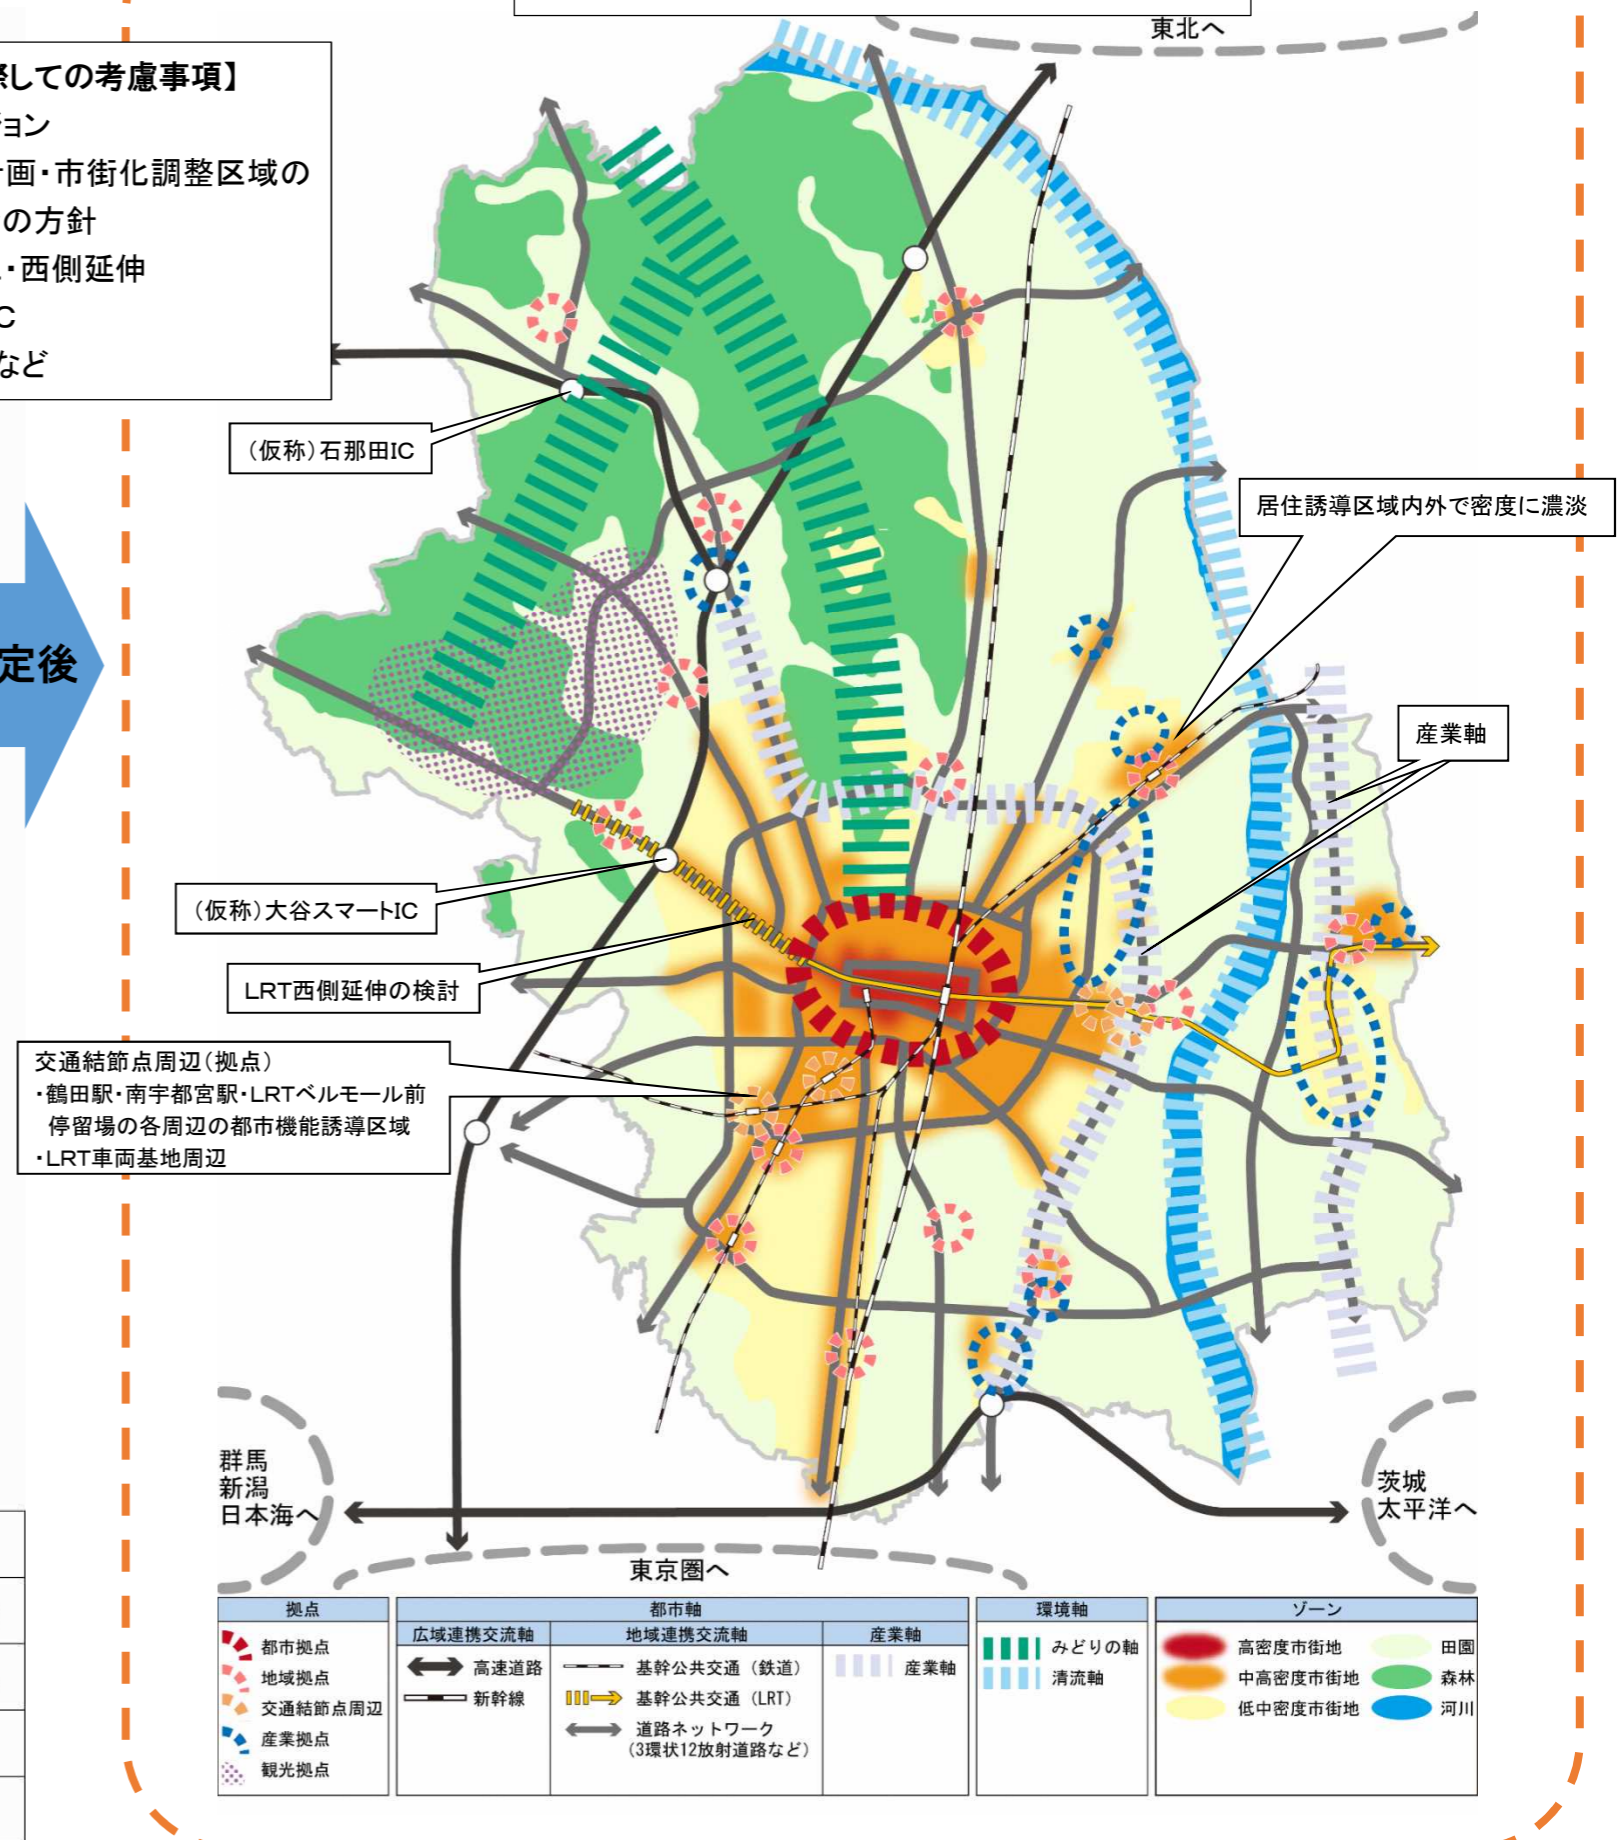 東北へ
際しての考慮事項】
ション
計画・市街化調整区域の
の方針
・西側延伸
C
など
(仮称)石那田IC
居住誘導区域内外で密度に濃淡
定後
産業軸
(仮称)大谷スマートIC
LRT西側延伸の検討
交通結節点周辺(拠点)
・鶴田駅・南宇都宮駅・LRTベルモール前
停留場の各周辺の都市機能誘導区域
・LRT車両基地周辺
群馬
新潟
日本海へ
茨城
太平洋へ
東京圏へ
拠点
都市拠点
地域拠点
交通結節点周辺
産業拠点
観光拠点
都市軸
広域連携交流軸
高速道路
新幹線
地域連携交流軸
基幹公共交通(鉄道)
基幹公共交通(LRT)
道路ネットワーク
(3環状12放射道路など)
産業軸
産業軸
環境軸
みどりの軸
清流軸
ゾーン
高密度市街地
中高密度市街地
低中密度市街地
田園
森林
河川